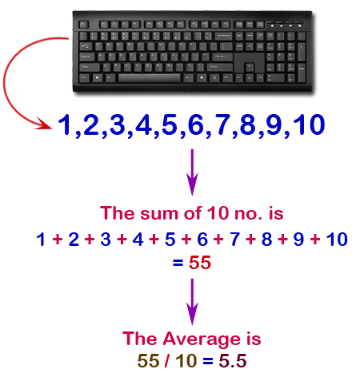 1,2,3,4,5,6,7,8,9,10
The sum of 10 no. is
1 + 2 + 3 + 4 + 5 + 6 + 7 + 8 + 9 + 10
= 55
The Average is
55 / 10 = 5.5